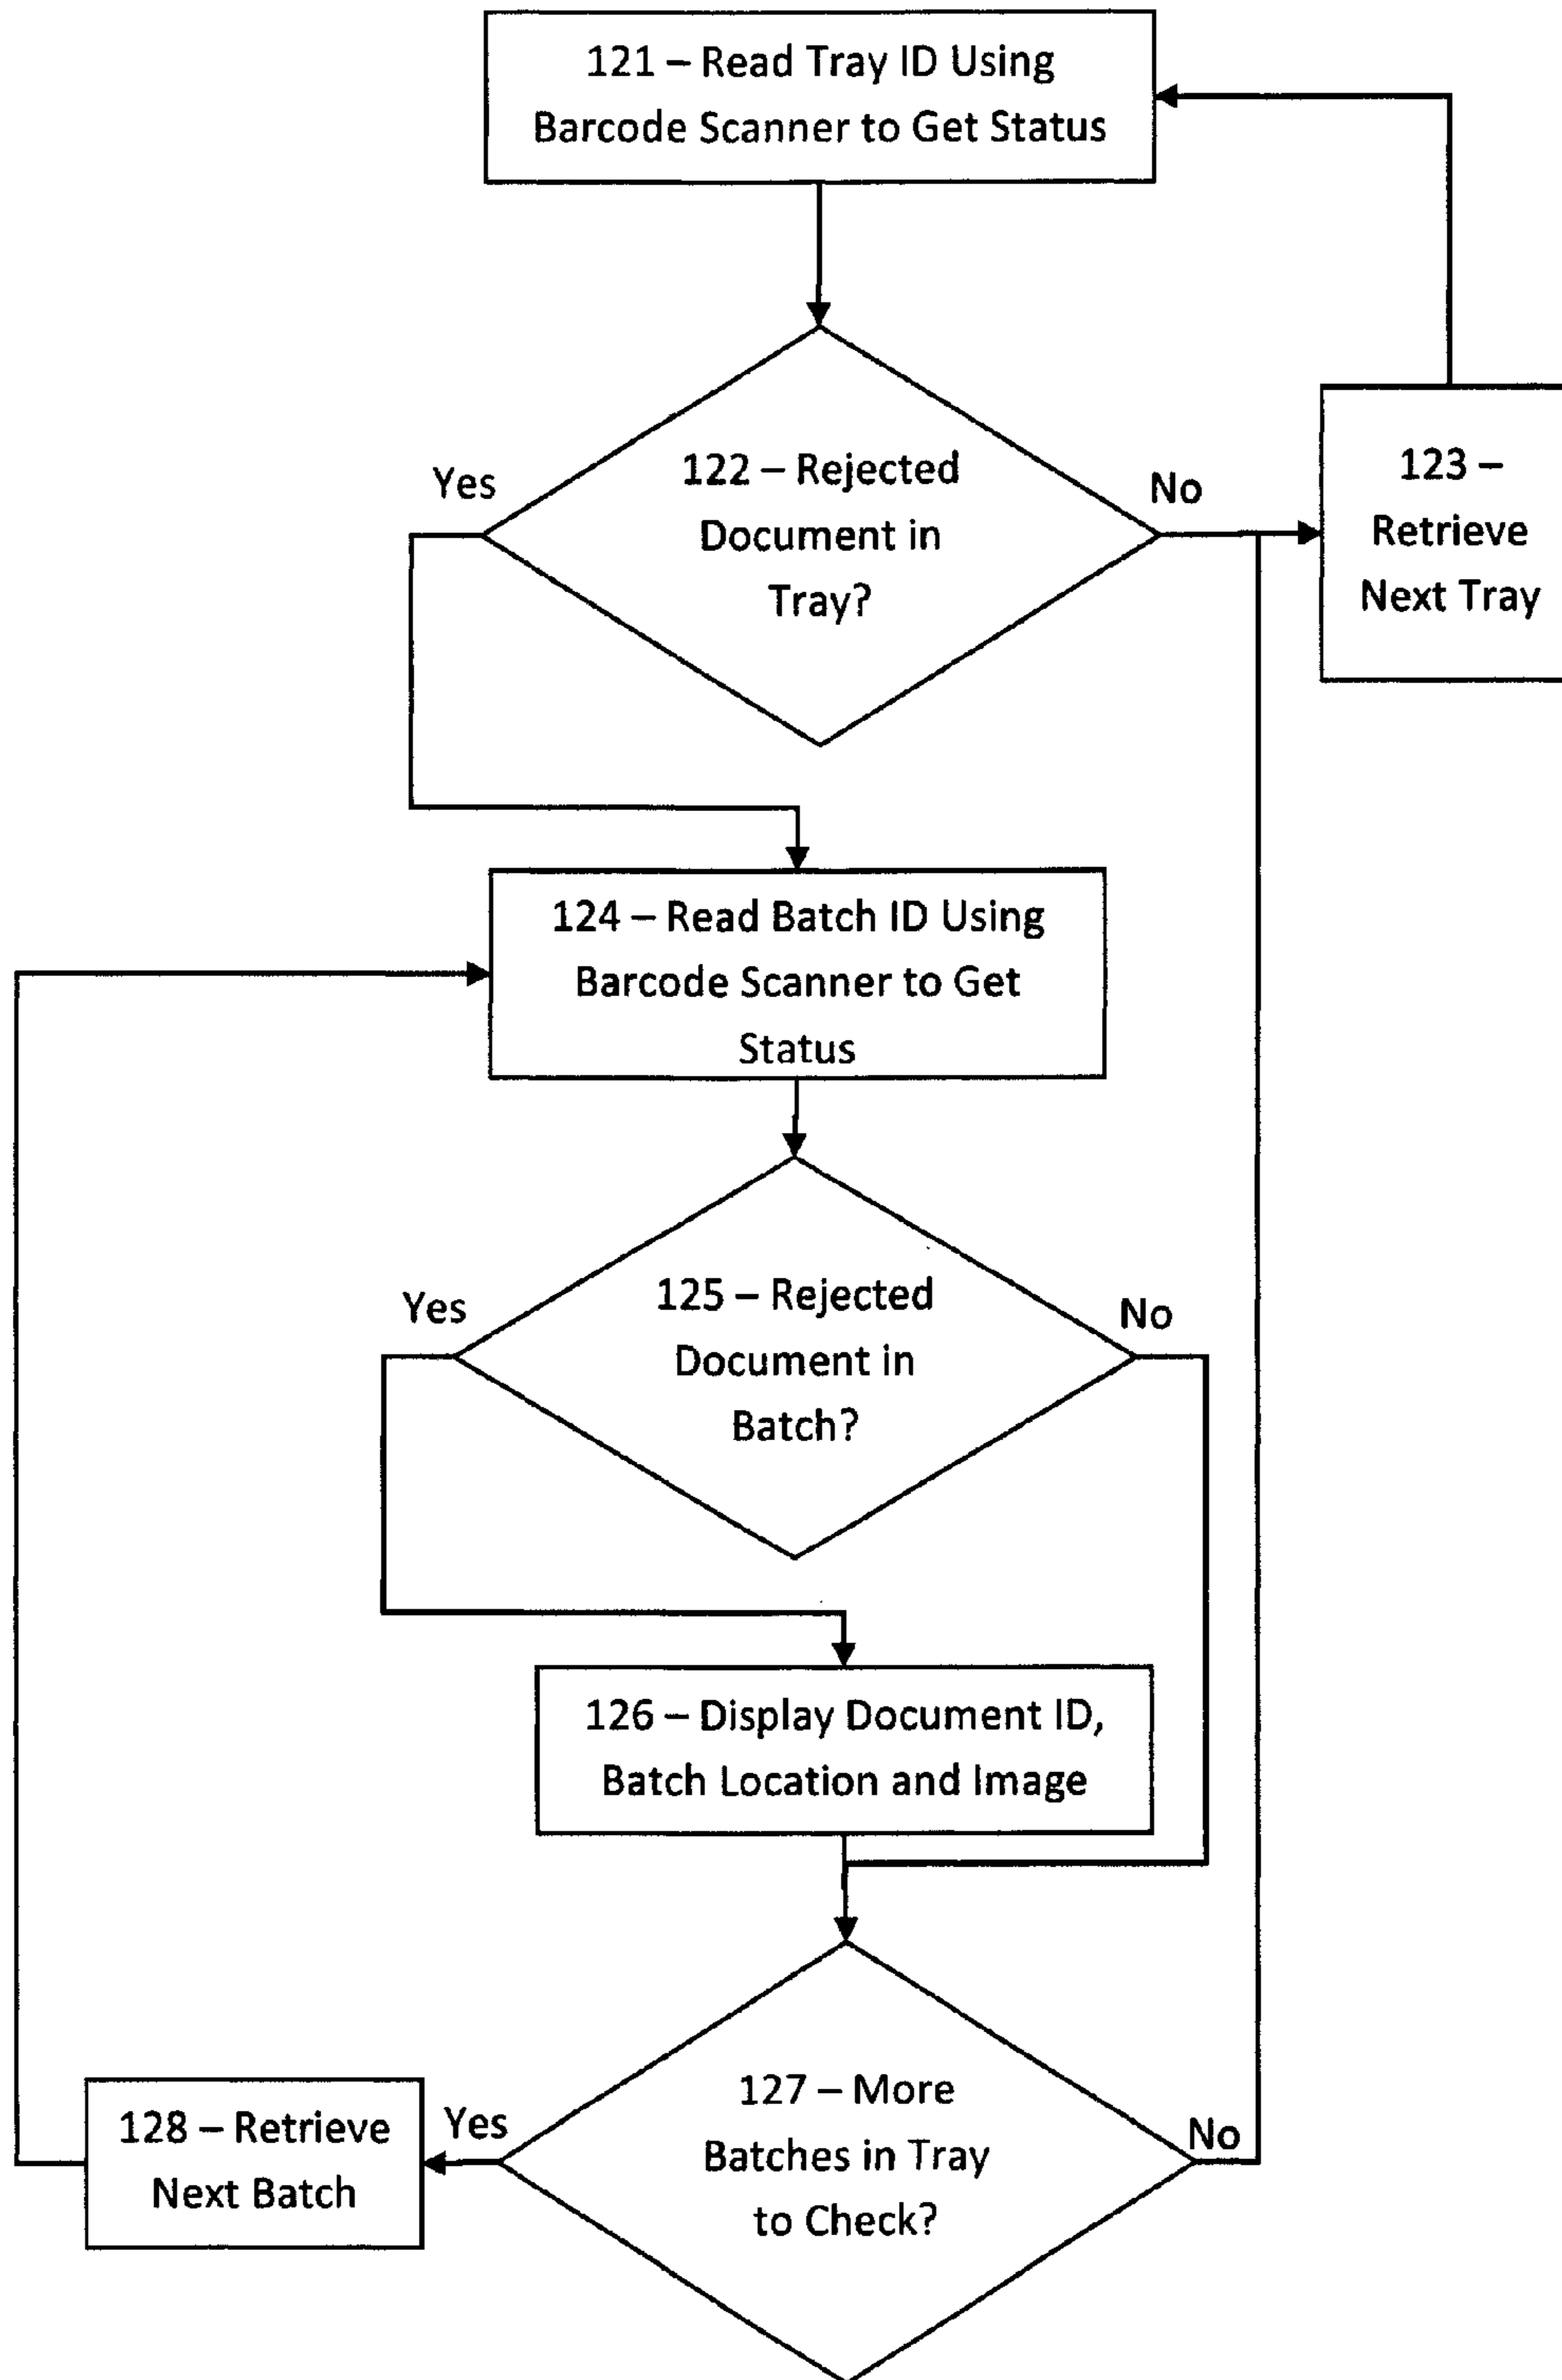 121 – Read Tray ID Using
Barcode Scanner to Get Status
Yes
122 – Rejected
Document in
Tray?
No
123 –
Retrieve
Next Tray
124 – Read Batch ID Using
Barcode Scanner to Get
Status
Yes
125 – Rejected
Document in
Batch?
No
126 – Display Document ID,
Batch Location and Image
128 – Retrieve
Next Batch
Yes
127 – More
Batches in Tray
to Check?
No